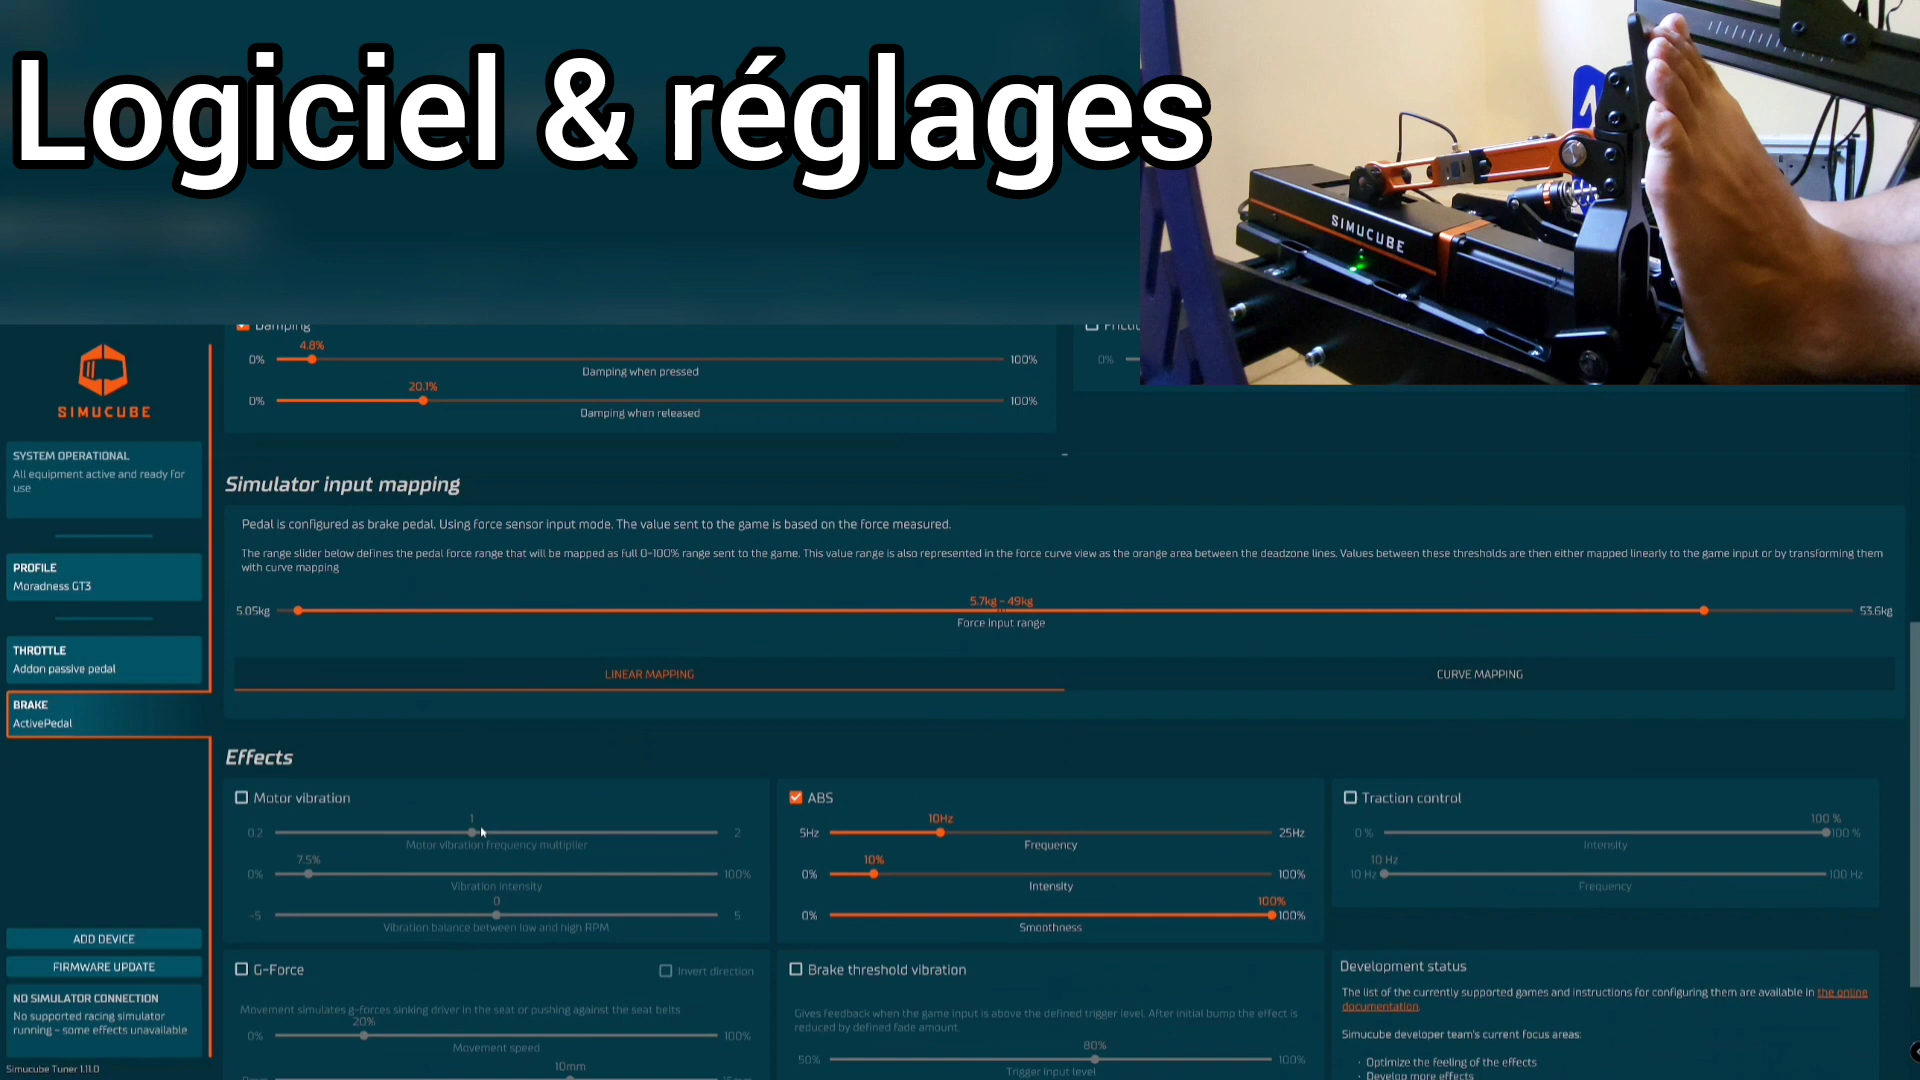 Logiciel & réglages
SIMUCUBE
Damping
4.8%
0%
100%
Damping when pressed
20.1%
0%
100%
Damping when released
0%
SIMUCUBE
SYSTEM OPERATIONAL
All equipment active and ready for
use
PROFILE
Moradness GT3
THROTTLE
Addon passive pedal
BRAKE
ActivePedal
ADD DEVICE
FIRMWARE UPDATE
NO SIMULATOR CONNECTION
No supported racing simulator
running - some effects unavailable
Simucube Tuner 1.11.0
Simulator input mapping
Pedal is configured as brake pedal. Using force sensor input mode. The value sent to the game is based on the force measured.
The range slider below defines the pedal force range that will be mapped as full 0-100% range sent to the game. This value range is also represented in the force curve view as the orange area between the deadzone lines. Values between these thresholds are then either mapped linearly to the game input or by transforming them
with curve mapping
5.7kg - 49kg
5.05kg
53.6kg
Force input range
LINEAR MAPPING
CURVE MAPPING
Effects
Motor vibration
1
0.2
2
Motor vibration frequency multiplier
7.5%
0%
100%
Vibration intensity
0
-5
5
Vibration balance between low and high RPM
ABS
10Hz
5Hz
25Hz
Frequency
10%
0%
100%
Intensity
100%
0%
100%
Smoothness
Traction control
100 %
0 %
100 %
Intensity
10 Hz
10 Hz
100 Hz
Frequency
G-Force
Invert direction
Movement simulates g-forces sinking driver in the seat or pushing against the seat belts
20%
0%
100%
Movement speed
10mm
Brake threshold vibration
Gives feedback when the game input is above the defined trigger level. After initial bump the effect is
reduced by defined fade amount.
80%
50%
100%
Trigger input level
Development status
The list of the currently supported games and instructions for configuring them are available in the online
documentation.
Simucube developer team's current focus areas:
· Optimize the feeling of the effects
· Develop more effects